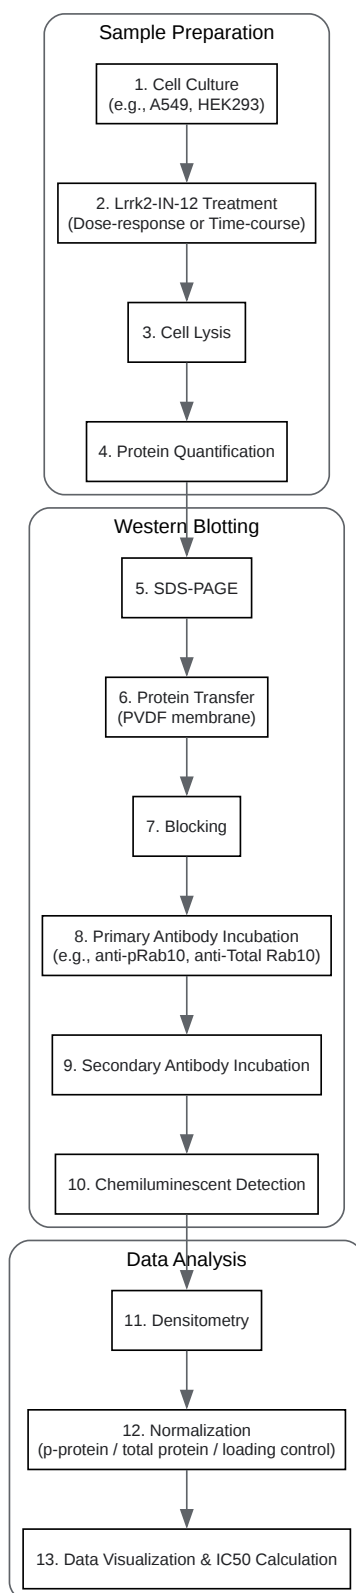 Sample Preparation
1. Cell Culture
(e.g., A549, HEK293)
2. Lrrk2-IN-12 Treatment
(Dose-response or Time-course)
3. Cell Lysis
4. Protein Quantification
Western Blotting
5. SDS-PAGE
6. Protein Transfer
(PVDF membrane)
7. Blocking
8. Primary Antibody Incubation
(e.g., anti-pRab10, anti-Total Rab10)
9. Secondary Antibody Incubation
10. Chemiluminescent Detection
Data Analysis
11. Densitometry
12. Normalization
(p-protein / total protein / loading control)
13. Data Visualization & IC50 Calculation